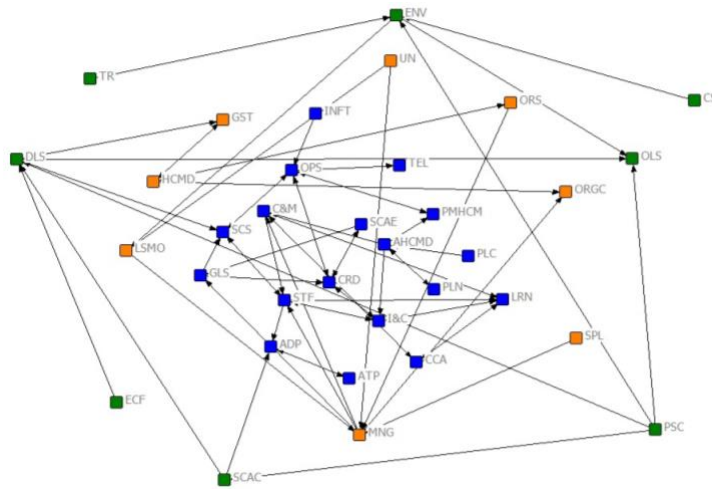 ENV
UN
TR
ORS
GST
INFT
DLS
OPS
TEL
OLS
HCMD
ORGC
C&M
SCAE
PMHCM
SCS
LSMO
AHCMD
PLC
GLS
CRD
PLN
STF
LRN
I&C
SPL
ADP
CCA
ATP
ECF
MNG
PSC
SCAC